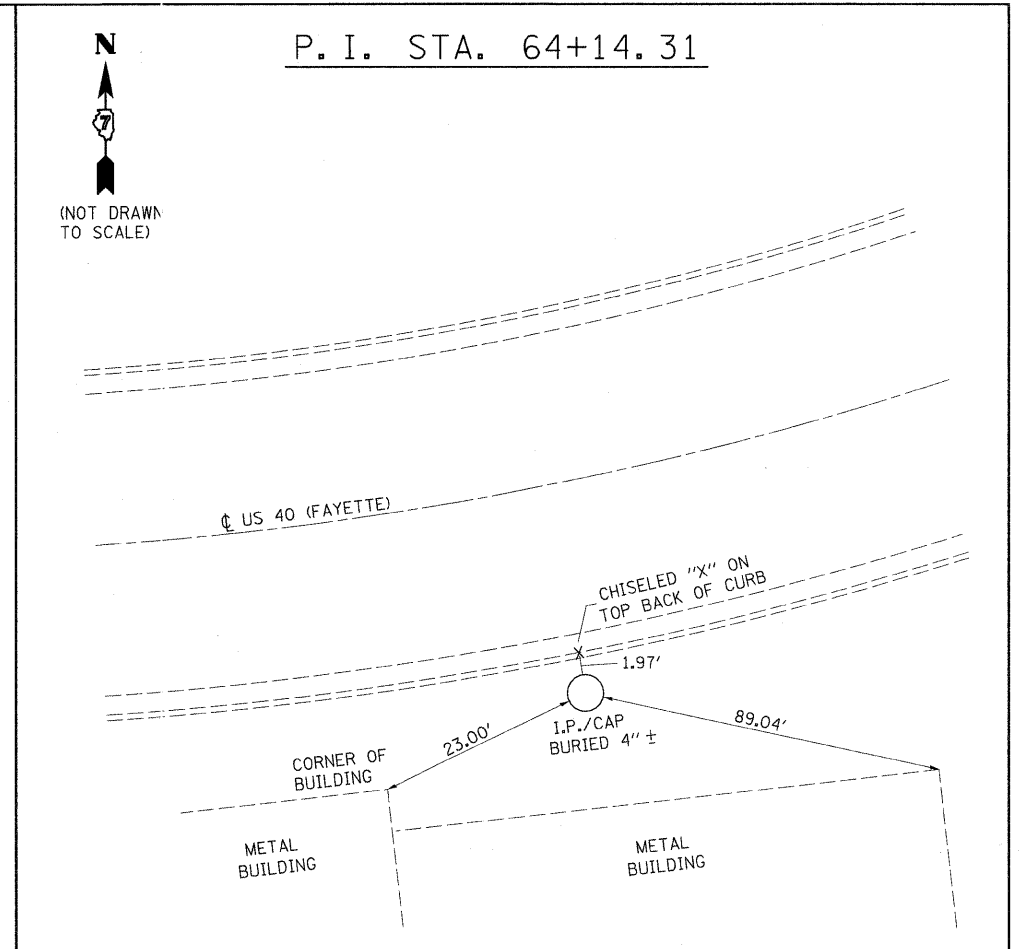 P. I. STA. 64+14.31
N
7
(NOT DRAWN
TO SCALE)
℄ US 40 (FAYETTE)
CHISELED "X" ON
TOP BACK OF CURB
X
1.97'
23.00'
I.P./CAP
BURIED 4" ±
89.04'
CORNER OF
BUILDING
METAL
BUILDING
METAL
BUILDING